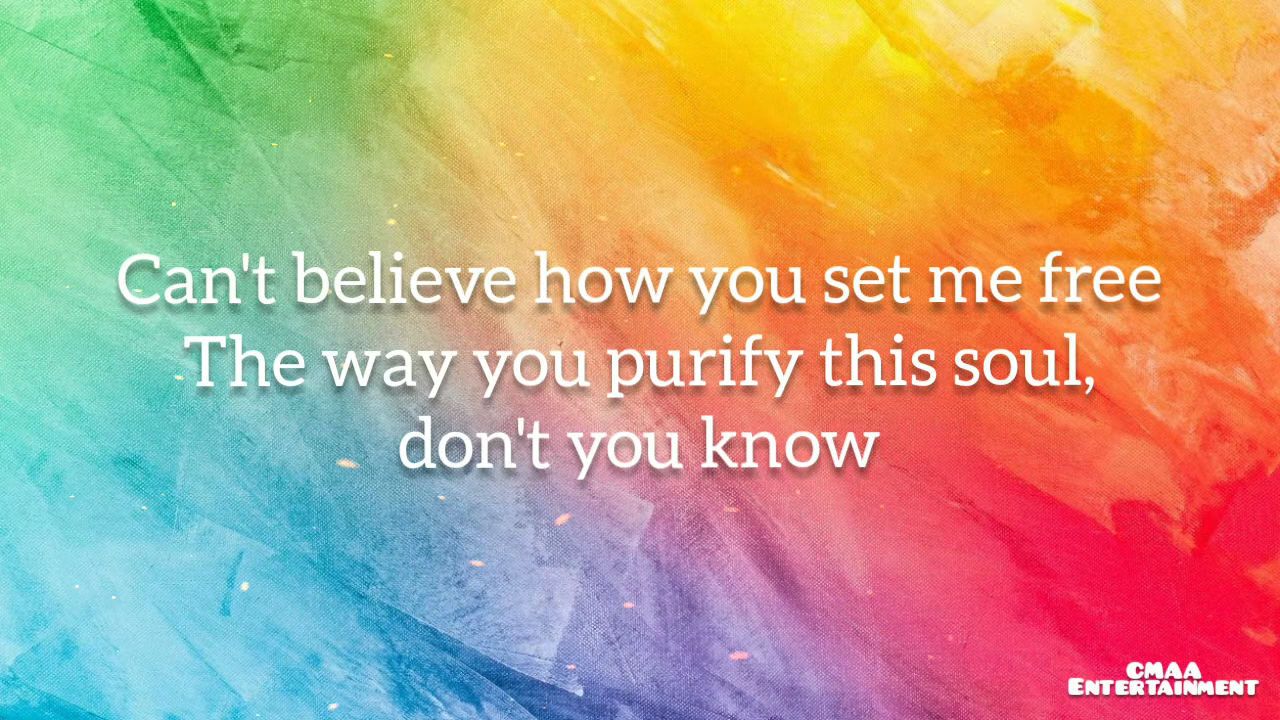 Can't believe how you set me free
The way you purify this soul,
don't you know
CMAA
ENTERTAINMENT